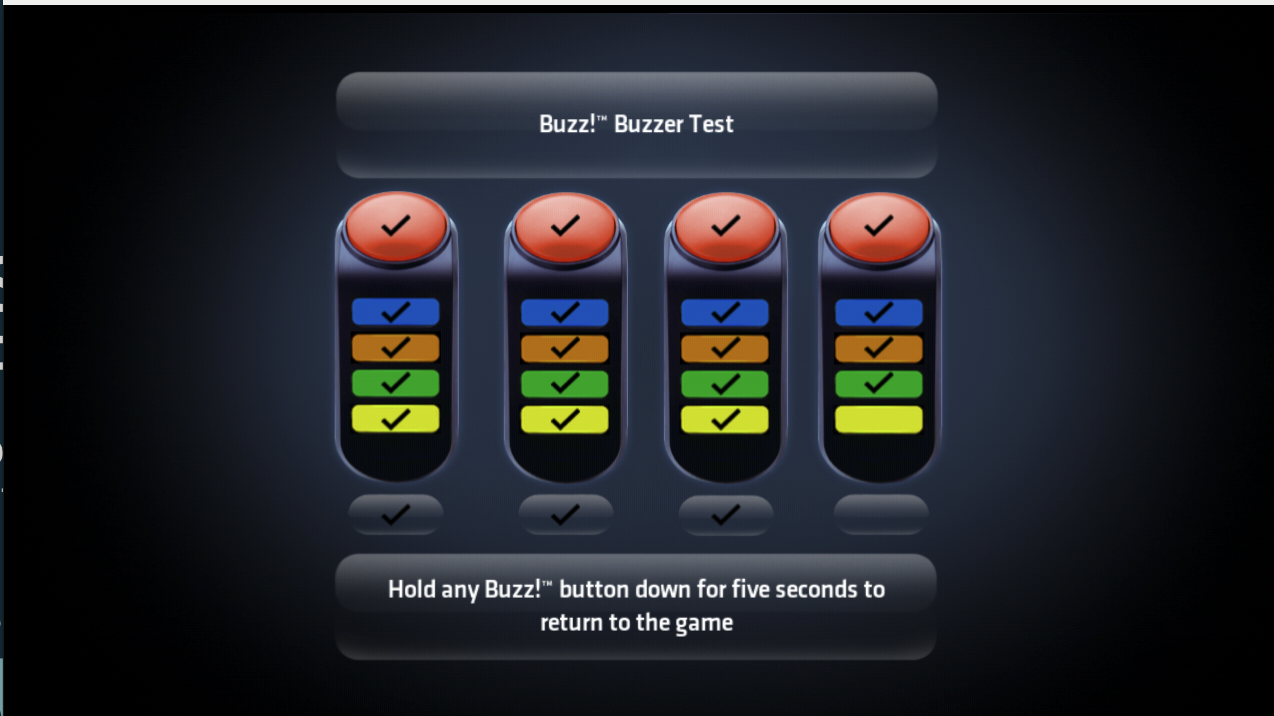 Buzz!™ Buzzer Test
Hold any Buzz!™ button down for five seconds to
return to the game